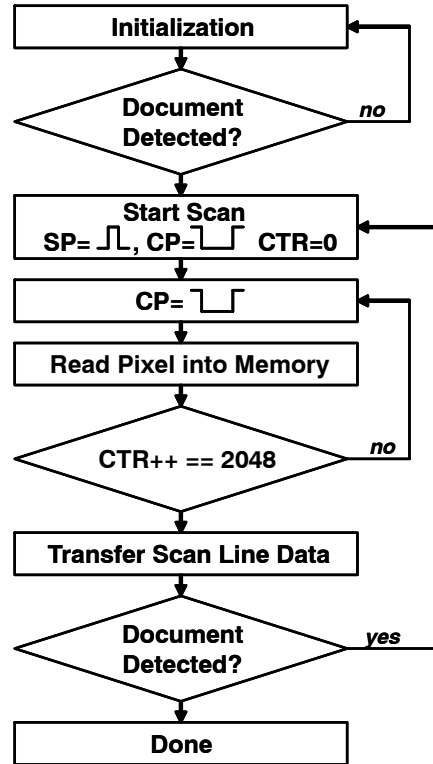 Initialization
Document
Detected?
no
Start Scan
SP= , CP= CTR=0
CP=
Read Pixel into Memory
CTR++ == 2048
no
Transfer Scan Line Data
Document
Detected?
yes
Done